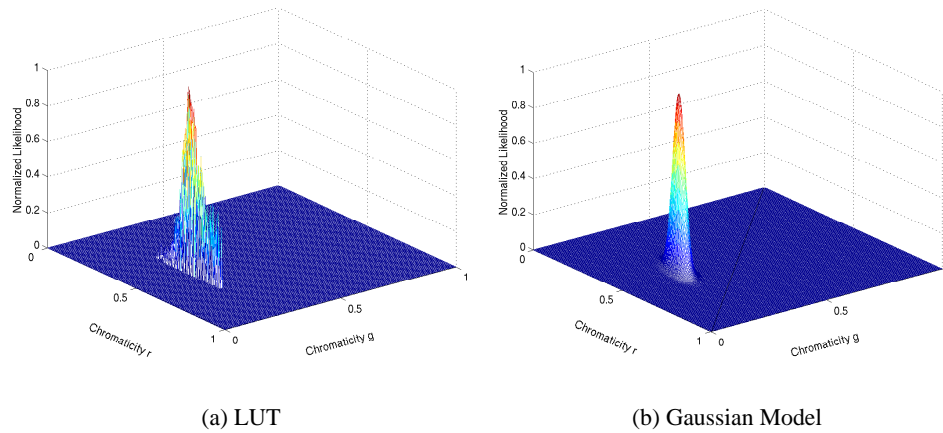 1
0.8
0.6
0.4
0.2
0
Normalized Likelihood
0
0.5
1
Chromaticity r
0
0.5
1
Chromaticity g
(a) LUT
1
0.8
0.6
0.4
0.2
0
Normalized Likelihood
0
0.5
1
Chromaticity r
0
0.5
Chromaticity g
(b) Gaussian Model